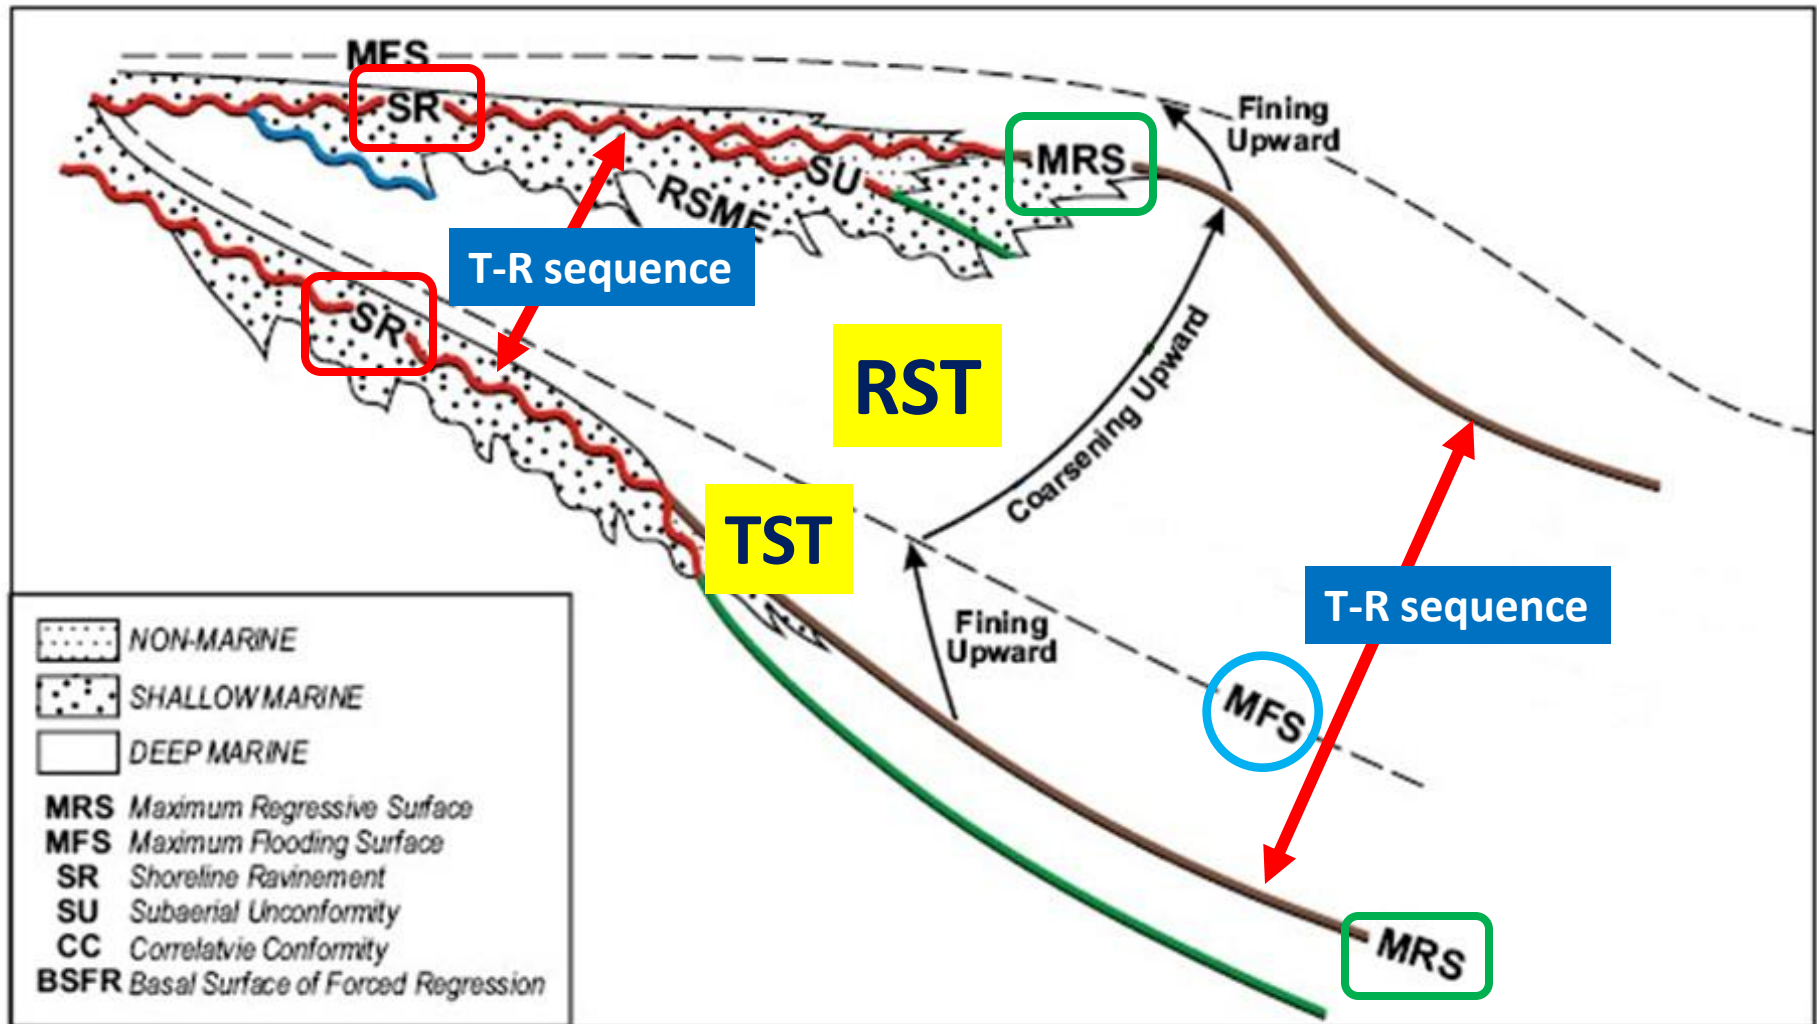 MFS
SR
MRS
Fining
Upward
SU
RSME
T-R sequence
SR
RST
Coarsening Upward
TST
T-R sequence
Fining
Upward
MFS
MRS
NON-MARINE
SHALLOW MARINE
DEEP MARINE
MRS Maximum Regressive Surface
MFS Maximum Flooding Surface
SR Shoreline Ravinement
SU Subaerial Unconformity
CC Correlatvie Conformity
BSFR Basal Surface of Forced Regression